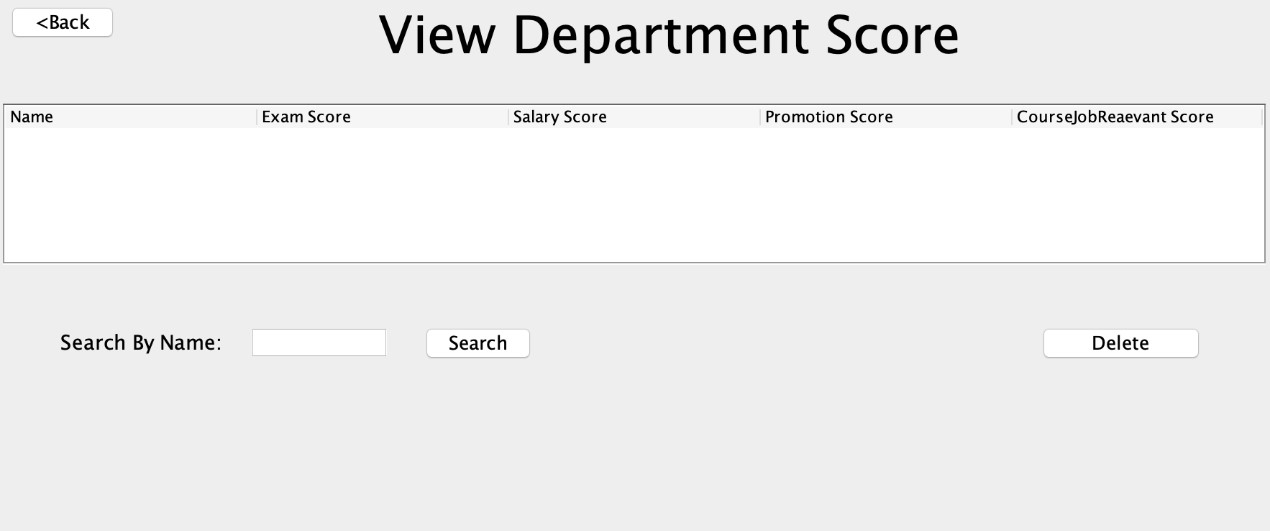 <Back
View Department Score
Name Exam Score Salary Score Promotion Score CourseJobReaevant Score
Search By Name: Search Delete